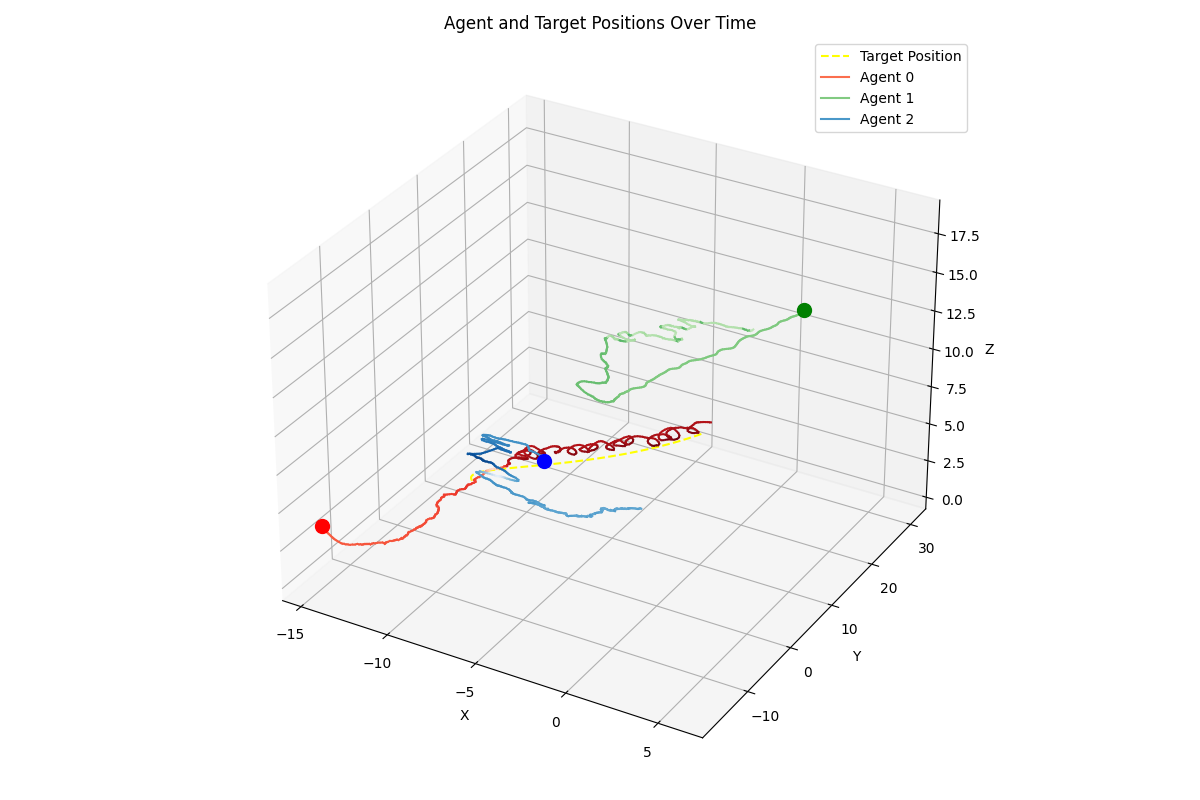 Agent and Target Positions Over Time
Target Position
Agent 0
Agent 1
Agent 2
17.5
15.0
12.5
10.0
7.5
5.0
2.5
0.0
Z
30
20
10
0
−10
Y
−15
−10
−5
0
5
X